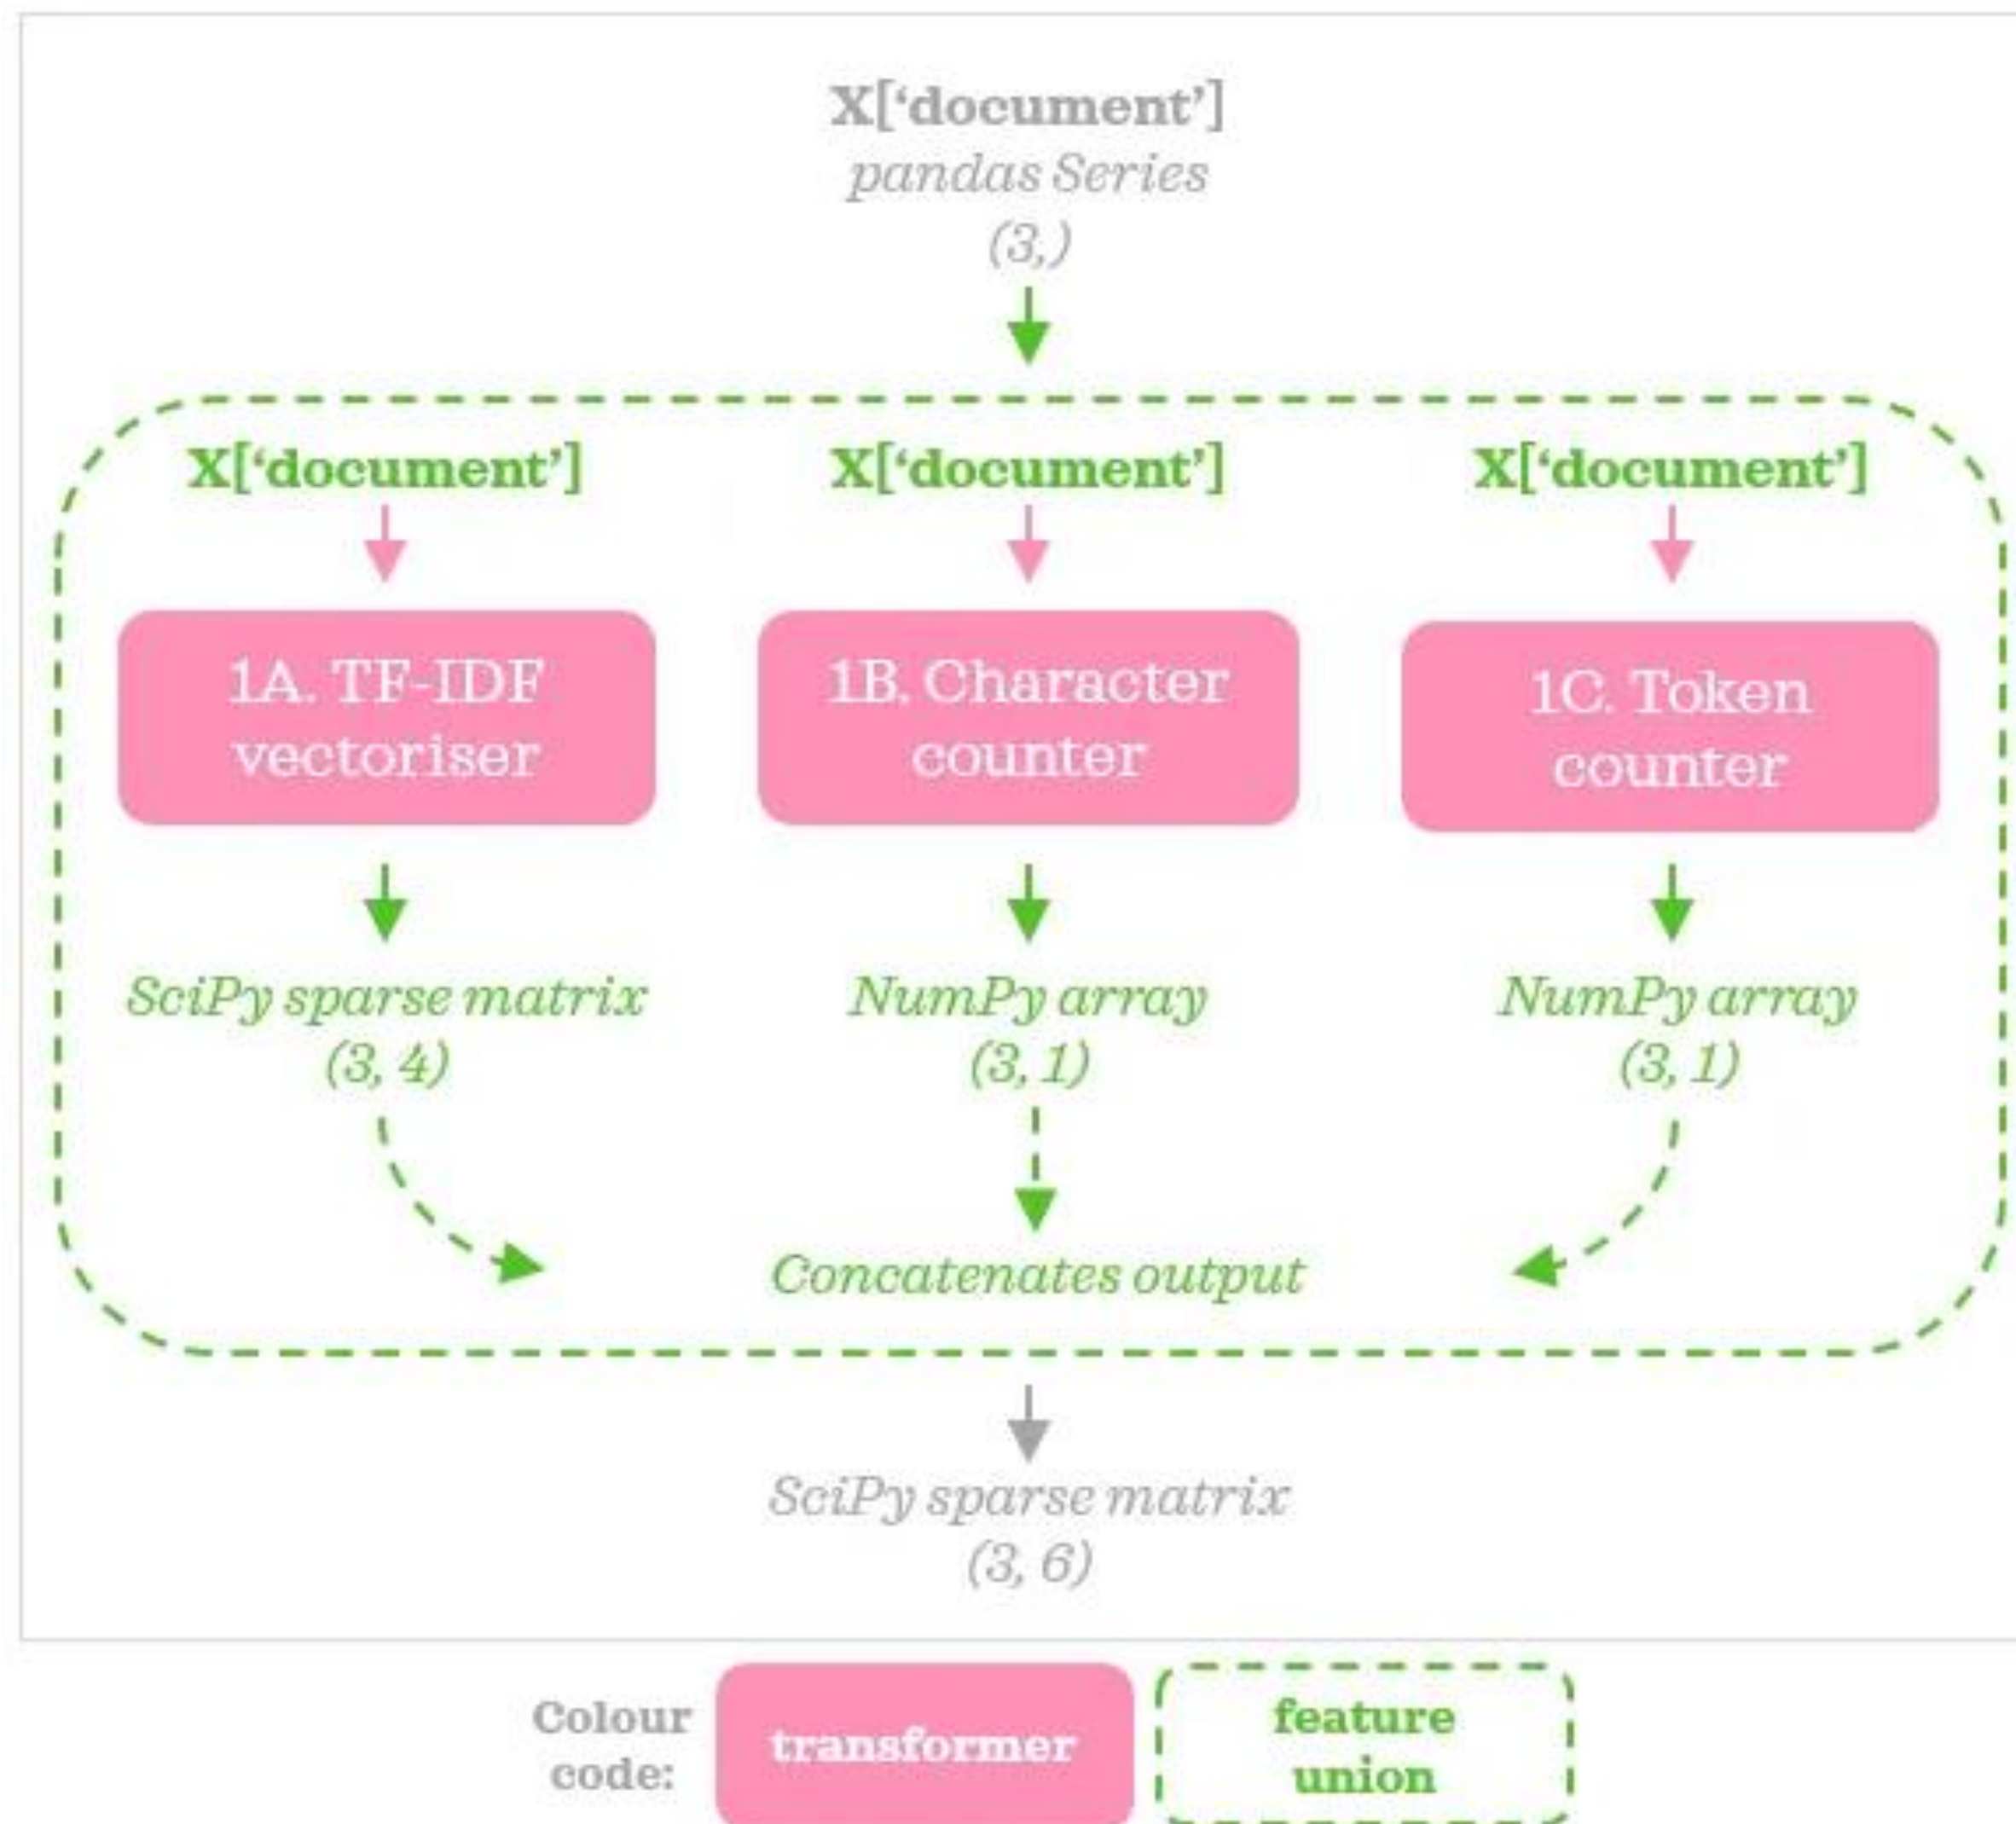 X[‘document’]
pandas Series
(3,)
X[‘document’] X[‘document’] X[‘document’]
1A. TF-IDF
vectoriser
1B. Character
counter
1C. Token
counter
SciPy sparse matrix
(3, 4)
NumPy array
(3, 1)
NumPy array
(3, 1)
Concatenates output
SciPy sparse matrix
(3, 6)
Colour
code:
transformer
feature
union